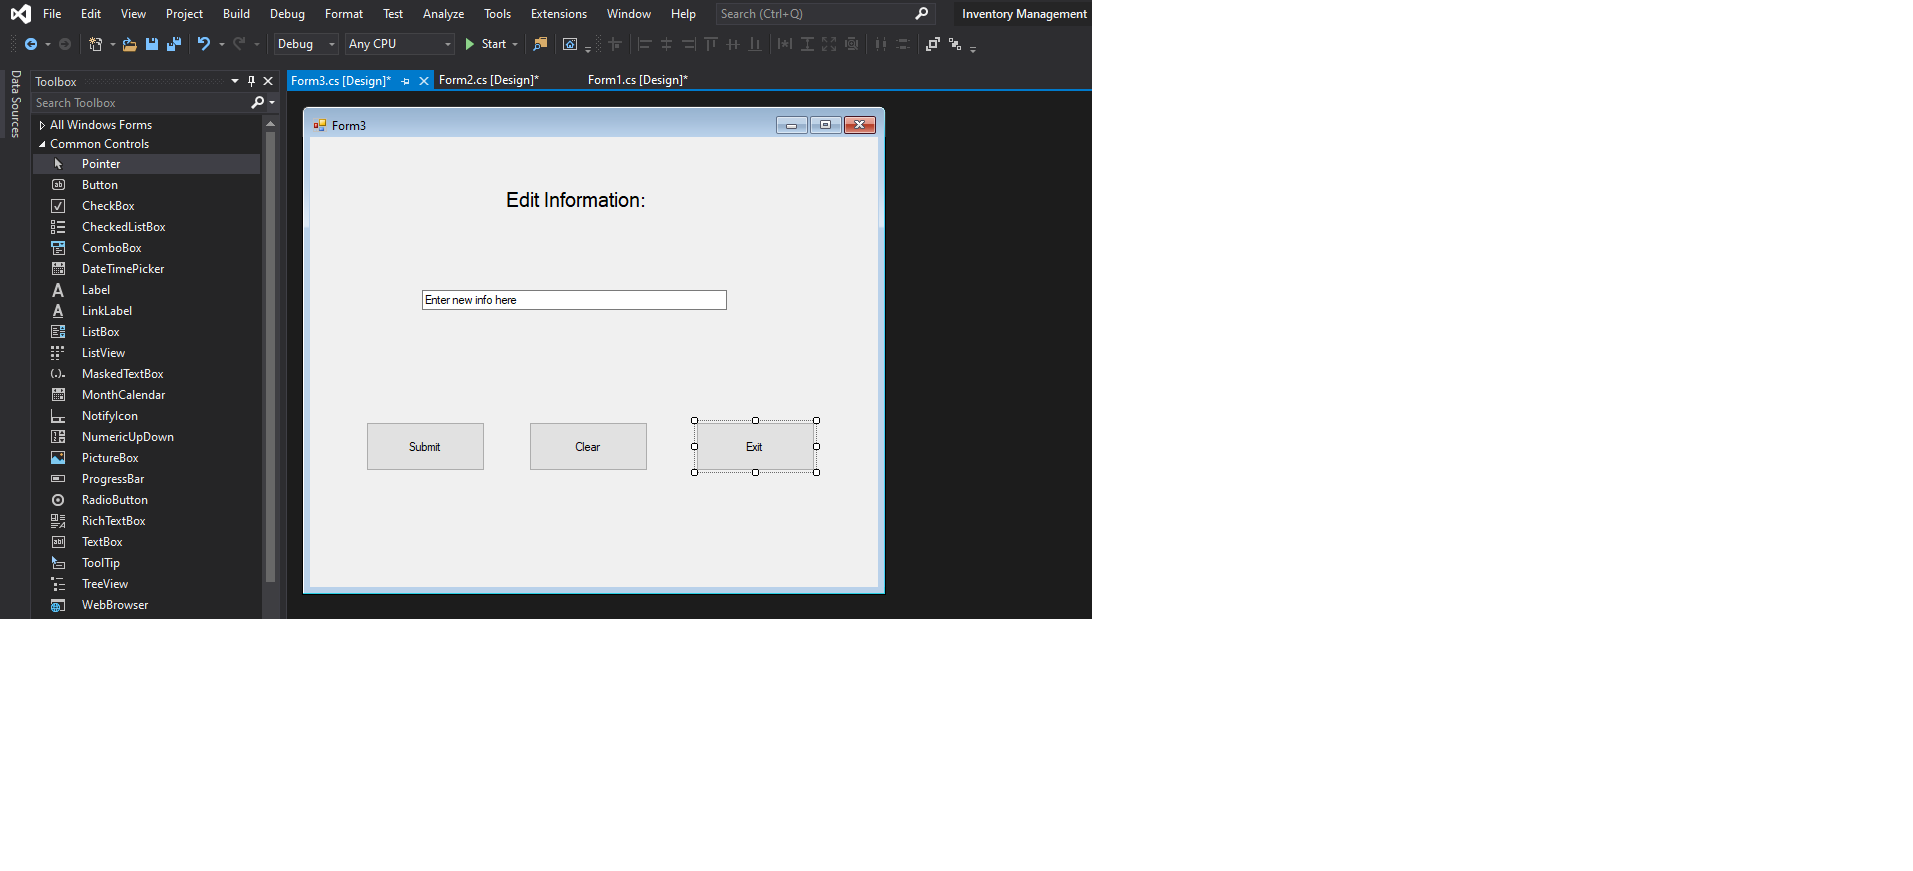 File Edit View Project Build Debug Format Test Analyze Tools Extensions Window Help Search (Ctrl+Q) Inventory Management
Debug Any CPU Start
Data Sources
Toolbox
Search Toolbox
All Windows Forms
Common Controls
Pointer
Button
CheckBox
CheckedListBox
ComboBox
DateTimePicker
Label
LinkLabel
ListBox
ListView
MaskedTextBox
MonthCalendar
NotifyIcon
NumericUpDown
PictureBox
ProgressBar
RadioButton
RichTextBox
TextBox
ToolTip
TreeView
WebBrowser
Form3.cs [Design]* Form2.cs [Design]* Form1.cs [Design]*
Form3
Edit Information:
Enter new info here
Submit Clear Exit